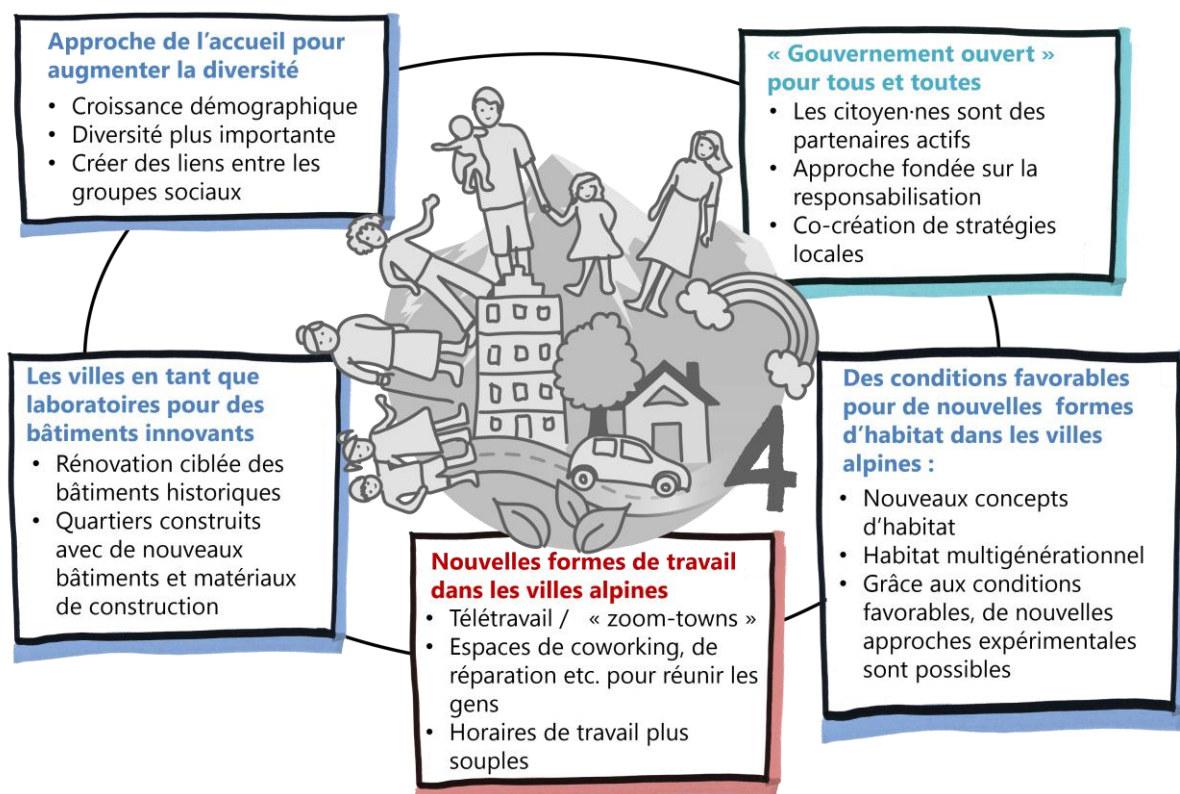 Approche de l’accueil pour
augmenter la diversité
• Croissance démographique
• Diversité plus importante
• Créer des liens entre les
groupes sociaux
« Gouvernement ouvert »
pour tous et toutes
• Les citoyen·nes sont des
partenaires actifs
• Approche fondée sur la
responsabilisation
• Co-création de stratégies
locales
Les villes en tant que
laboratoires pour des
bâtiments innovants
• Rénovation ciblée des
bâtiments historiques
• Quartiers construits
avec de nouveaux
bâtiments et matériaux
de construction
4
Des conditions favorables
pour de nouvelles formes
d’habitat dans les villes
alpines :
• Nouveaux concepts
d’habitat
• Habitat multigénérationnel
• Grâce aux conditions
favorables, de nouvelles
approches expérimentales
sont possibles
Nouvelles formes de travail
dans les villes alpines
• Télétravail / « zoom-towns »
• Espaces de coworking, de
réparation etc. pour réunir les
gens
• Horaires de travail plus
souples